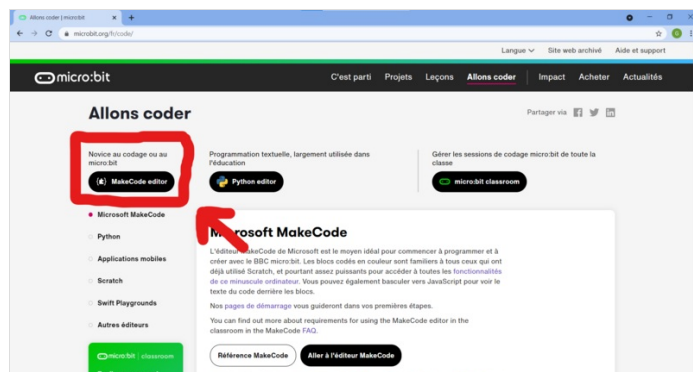 Allons coder | micro:bit
microbit.org/fr/code/
Langue
Site web archivé
Aide et support
micro:bit
C'est parti
Projets
Leçons
Allons coder
Impact
Acheter
Actualités
Allons coder
Partager via
Novice au codage ou au
micro:bit
MakeCode editor
Programmation textuelle, largement utilisée dans
l'éducation
Python editor
Gérer les sessions de codage micro:bit de toute la
classe
micro:bit classroom
Microsoft MakeCode
Python
Applications mobiles
Scratch
Swift Playgrounds
Autres éditeurs
micro:bit | classroom
Microsoft MakeCode
L'éditeur MakeCode de Microsoft est le moyen idéal pour commencer à programmer et à
créer avec le BBC micro:bit. Les blocs codés en couleur sont familiers à tous ceux qui ont
déjà utilisé Scratch, et pourtant assez puissants pour accéder à toutes les fonctionnalités
de ce minuscule ordinateur. Vous pouvez également basculer vers JavaScript pour voir le
texte du code derrière les blocs.
Nos pages de démarrage vous guideront dans vos premières étapes.
You can find out more about requirements for using the MakeCode editor in the
classroom in the MakeCode FAQ.
Référence MakeCode
Aller à l'éditeur MakeCode